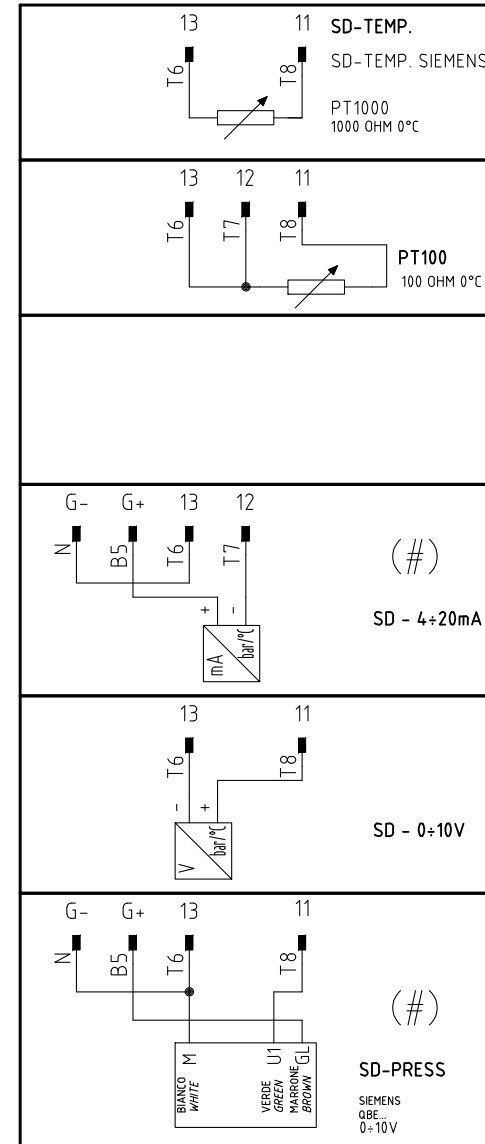 13 11 SD-TEMP.
SD-TEMP. SIEMENS
T6 T8
PT1000
1000 OHM 0°C
13 12 11
T6 T7 T8
PT100
100 OHM 0°C
G- G+ 13 12
N B5 T6 T7
(#)
+ -
mA bar/°C
SD - 4÷20mA
13 11
T6 T8
- +
V bar/°C
SD - 0÷10V
G- G+ 13 11
N B5 T6 T8
(#)
M U1 GL
BIANCO
WHITE
VERDE
GREEN
MARRONE
BROWN
SD-PRESS
SIEMENS
QBE...
0÷10V